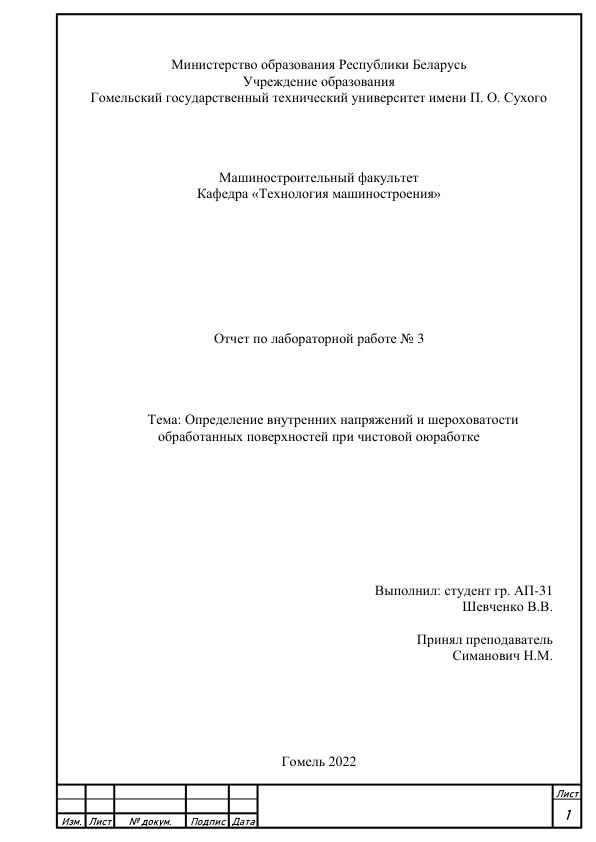 Министерство образования Республики Беларусь
Учреждение образования
Гомельский государственный технический университет имени П. О. Сухого
Машиностроительный факультет
Кафедра «Технология машиностроения»
Отчет по лабораторной работе № 3
Тема: Определение внутренних напряжений и шероховатости
обработанных поверхностей при чистовой оюработке
Выполнил: студент гр. АП-31
Шевченко В.В.
Принял преподаватель
Симанович Н.М.
Гомель 2022
Лист
1
Изм. Лист № докум. Подпис Дата